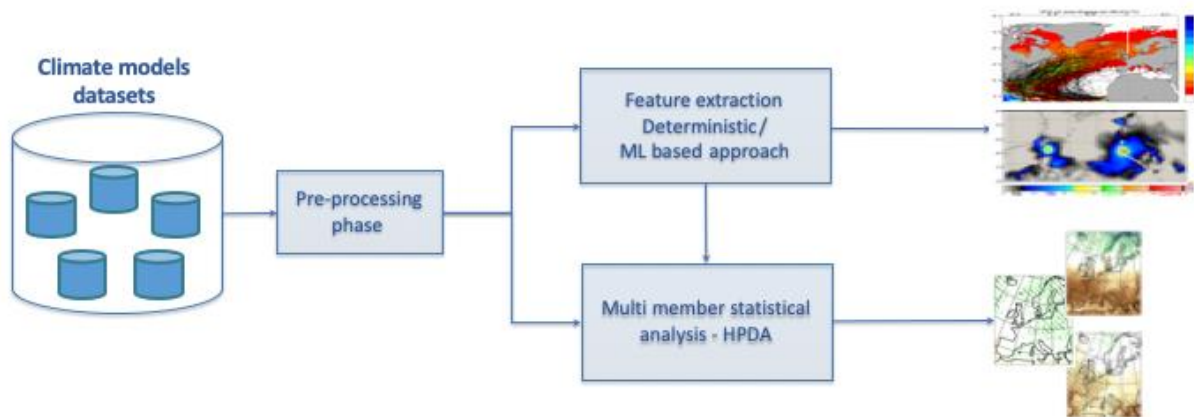 Climate models
datasets
Pre-processing
phase
Feature extraction
Deterministic/
ML based approach
Multi member statistical
analysis - HPDA